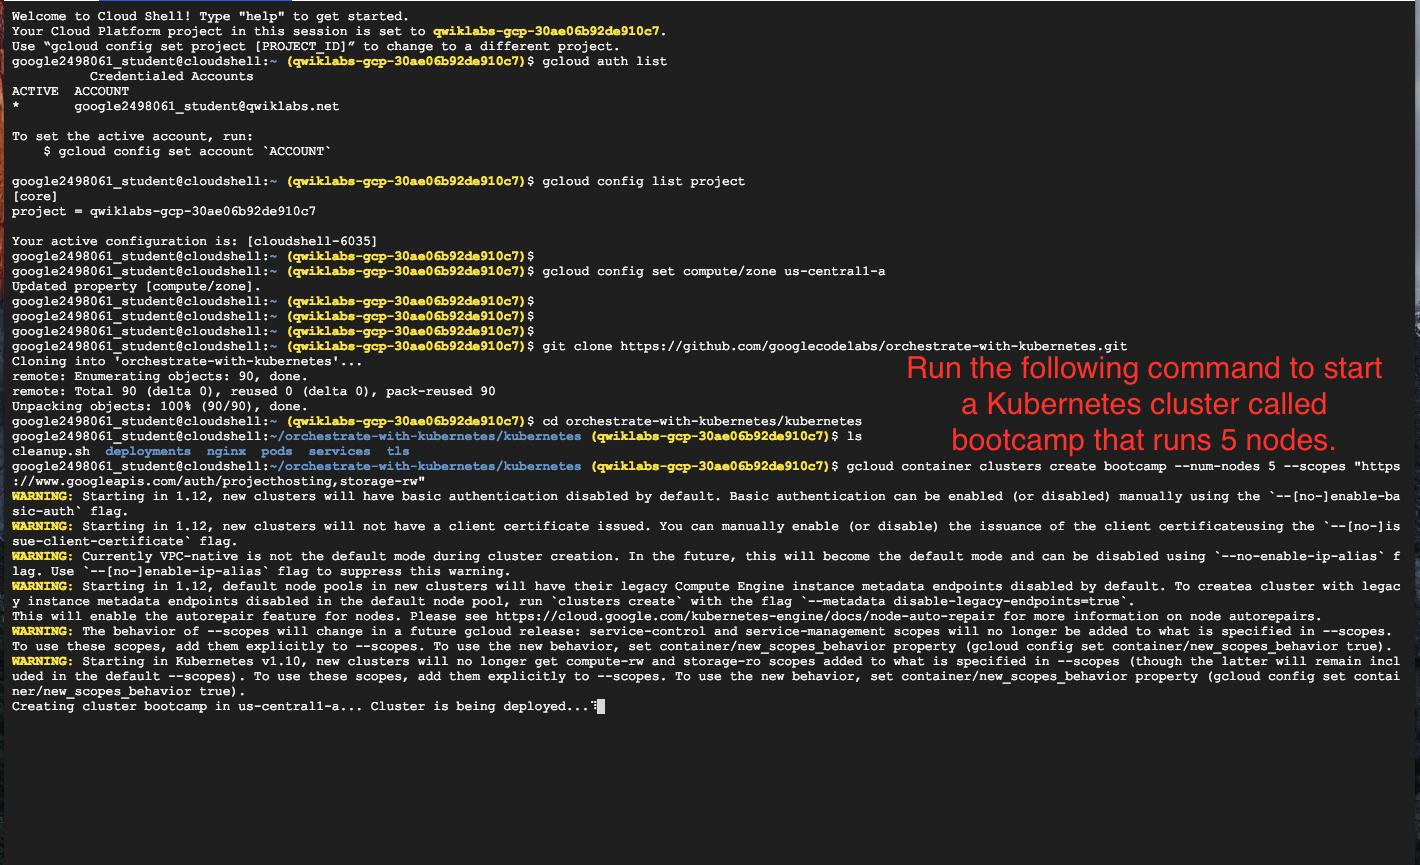 Welcome to Cloud Shell! Type "help" to get started.
Your Cloud Platform project in this session is set to qwiklabs-gcp-30ae06b92de910c7.
Use “gcloud config set project [PROJECT_ID]” to change to a different project.
google2498061_student@cloudshell:~ (qwiklabs-gcp-30ae06b92de910c7)$ gcloud auth list
Credentialed Accounts
ACTIVE  ACCOUNT
*       google2498061_student@qwiklabs.net
To set the active account, run:
$ gcloud config set account `ACCOUNT`
google2498061_student@cloudshell:~ (qwiklabs-gcp-30ae06b92de910c7)$ gcloud config list project
[core]
project = qwiklabs-gcp-30ae06b92de910c7
Your active configuration is: [cloudshell-6035]
google2498061_student@cloudshell:~ (qwiklabs-gcp-30ae06b92de910c7)$
google2498061_student@cloudshell:~ (qwiklabs-gcp-30ae06b92de910c7)$ gcloud config set compute/zone us-central1-a
Updated property [compute/zone].
google2498061_student@cloudshell:~ (qwiklabs-gcp-30ae06b92de910c7)$
google2498061_student@cloudshell:~ (qwiklabs-gcp-30ae06b92de910c7)$
google2498061_student@cloudshell:~ (qwiklabs-gcp-30ae06b92de910c7)$
google2498061_student@cloudshell:~ (qwiklabs-gcp-30ae06b92de910c7)$ git clone https://github.com/googlecodelabs/orchestrate-with-kubernetes.git
Cloning into 'orchestrate-with-kubernetes'...
remote: Enumerating objects: 90, done.
remote: Total 90 (delta 0), reused 0 (delta 0), pack-reused 90
Unpacking objects: 100% (90/90), done.
google2498061_student@cloudshell:~ (qwiklabs-gcp-30ae06b92de910c7)$ cd orchestrate-with-kubernetes/kubernetes
google2498061_student@cloudshell:~/orchestrate-with-kubernetes/kubernetes (qwiklabs-gcp-30ae06b92de910c7)$ ls
cleanup.sh  deployments  nginx  pods  services  tls
Run the following command to start
a Kubernetes cluster called
bootcamp that runs 5 nodes.
google2498061_student@cloudshell:~/orchestrate-with-kubernetes/kubernetes (qwiklabs-gcp-30ae06b92de910c7)$ gcloud container clusters create bootcamp --num-nodes 5 --scopes "https
://www.googleapis.com/auth/projecthosting,storage-rw"
WARNING: Starting in 1.12, new clusters will have basic authentication disabled by default. Basic authentication can be enabled (or disabled) manually using the `--[no-]enable-ba
sic-auth` flag.
WARNING: Starting in 1.12, new clusters will not have a client certificate issued. You can manually enable (or disable) the issuance of the client certificateusing the `--[no-]is
sue-client-certificate` flag.
WARNING: Currently VPC-native is not the default mode during cluster creation. In the future, this will become the default mode and can be disabled using `--no-enable-ip-alias` f
lag. Use `--[no-]enable-ip-alias` flag to suppress this warning.
WARNING: Starting in 1.12, default node pools in new clusters will have their legacy Compute Engine instance metadata endpoints disabled by default. To createa cluster with legac
y instance metadata endpoints disabled in the default node pool, run `clusters create` with the flag `--metadata disable-legacy-endpoints=true`.
This will enable the autorepair feature for nodes. Please see https://cloud.google.com/kubernetes-engine/docs/node-auto-repair for more information on node autorepairs.
WARNING: The behavior of --scopes will change in a future gcloud release: service-control and service-management scopes will no longer be added to what is specified in --scopes.
To use these scopes, add them explicitly to --scopes. To use the new behavior, set container/new_scopes_behavior property (gcloud config set container/new_scopes_behavior true).
WARNING: Starting in Kubernetes v1.10, new clusters will no longer get compute-rw and storage-ro scopes added to what is specified in --scopes (though the latter will remain incl
uded in the default --scopes). To use these scopes, add them explicitly to --scopes. To use the new behavior, set container/new_scopes_behavior property (gcloud config set contai
ner/new_scopes_behavior true).
Creating cluster bootcamp in us-central1-a... Cluster is being deployed...